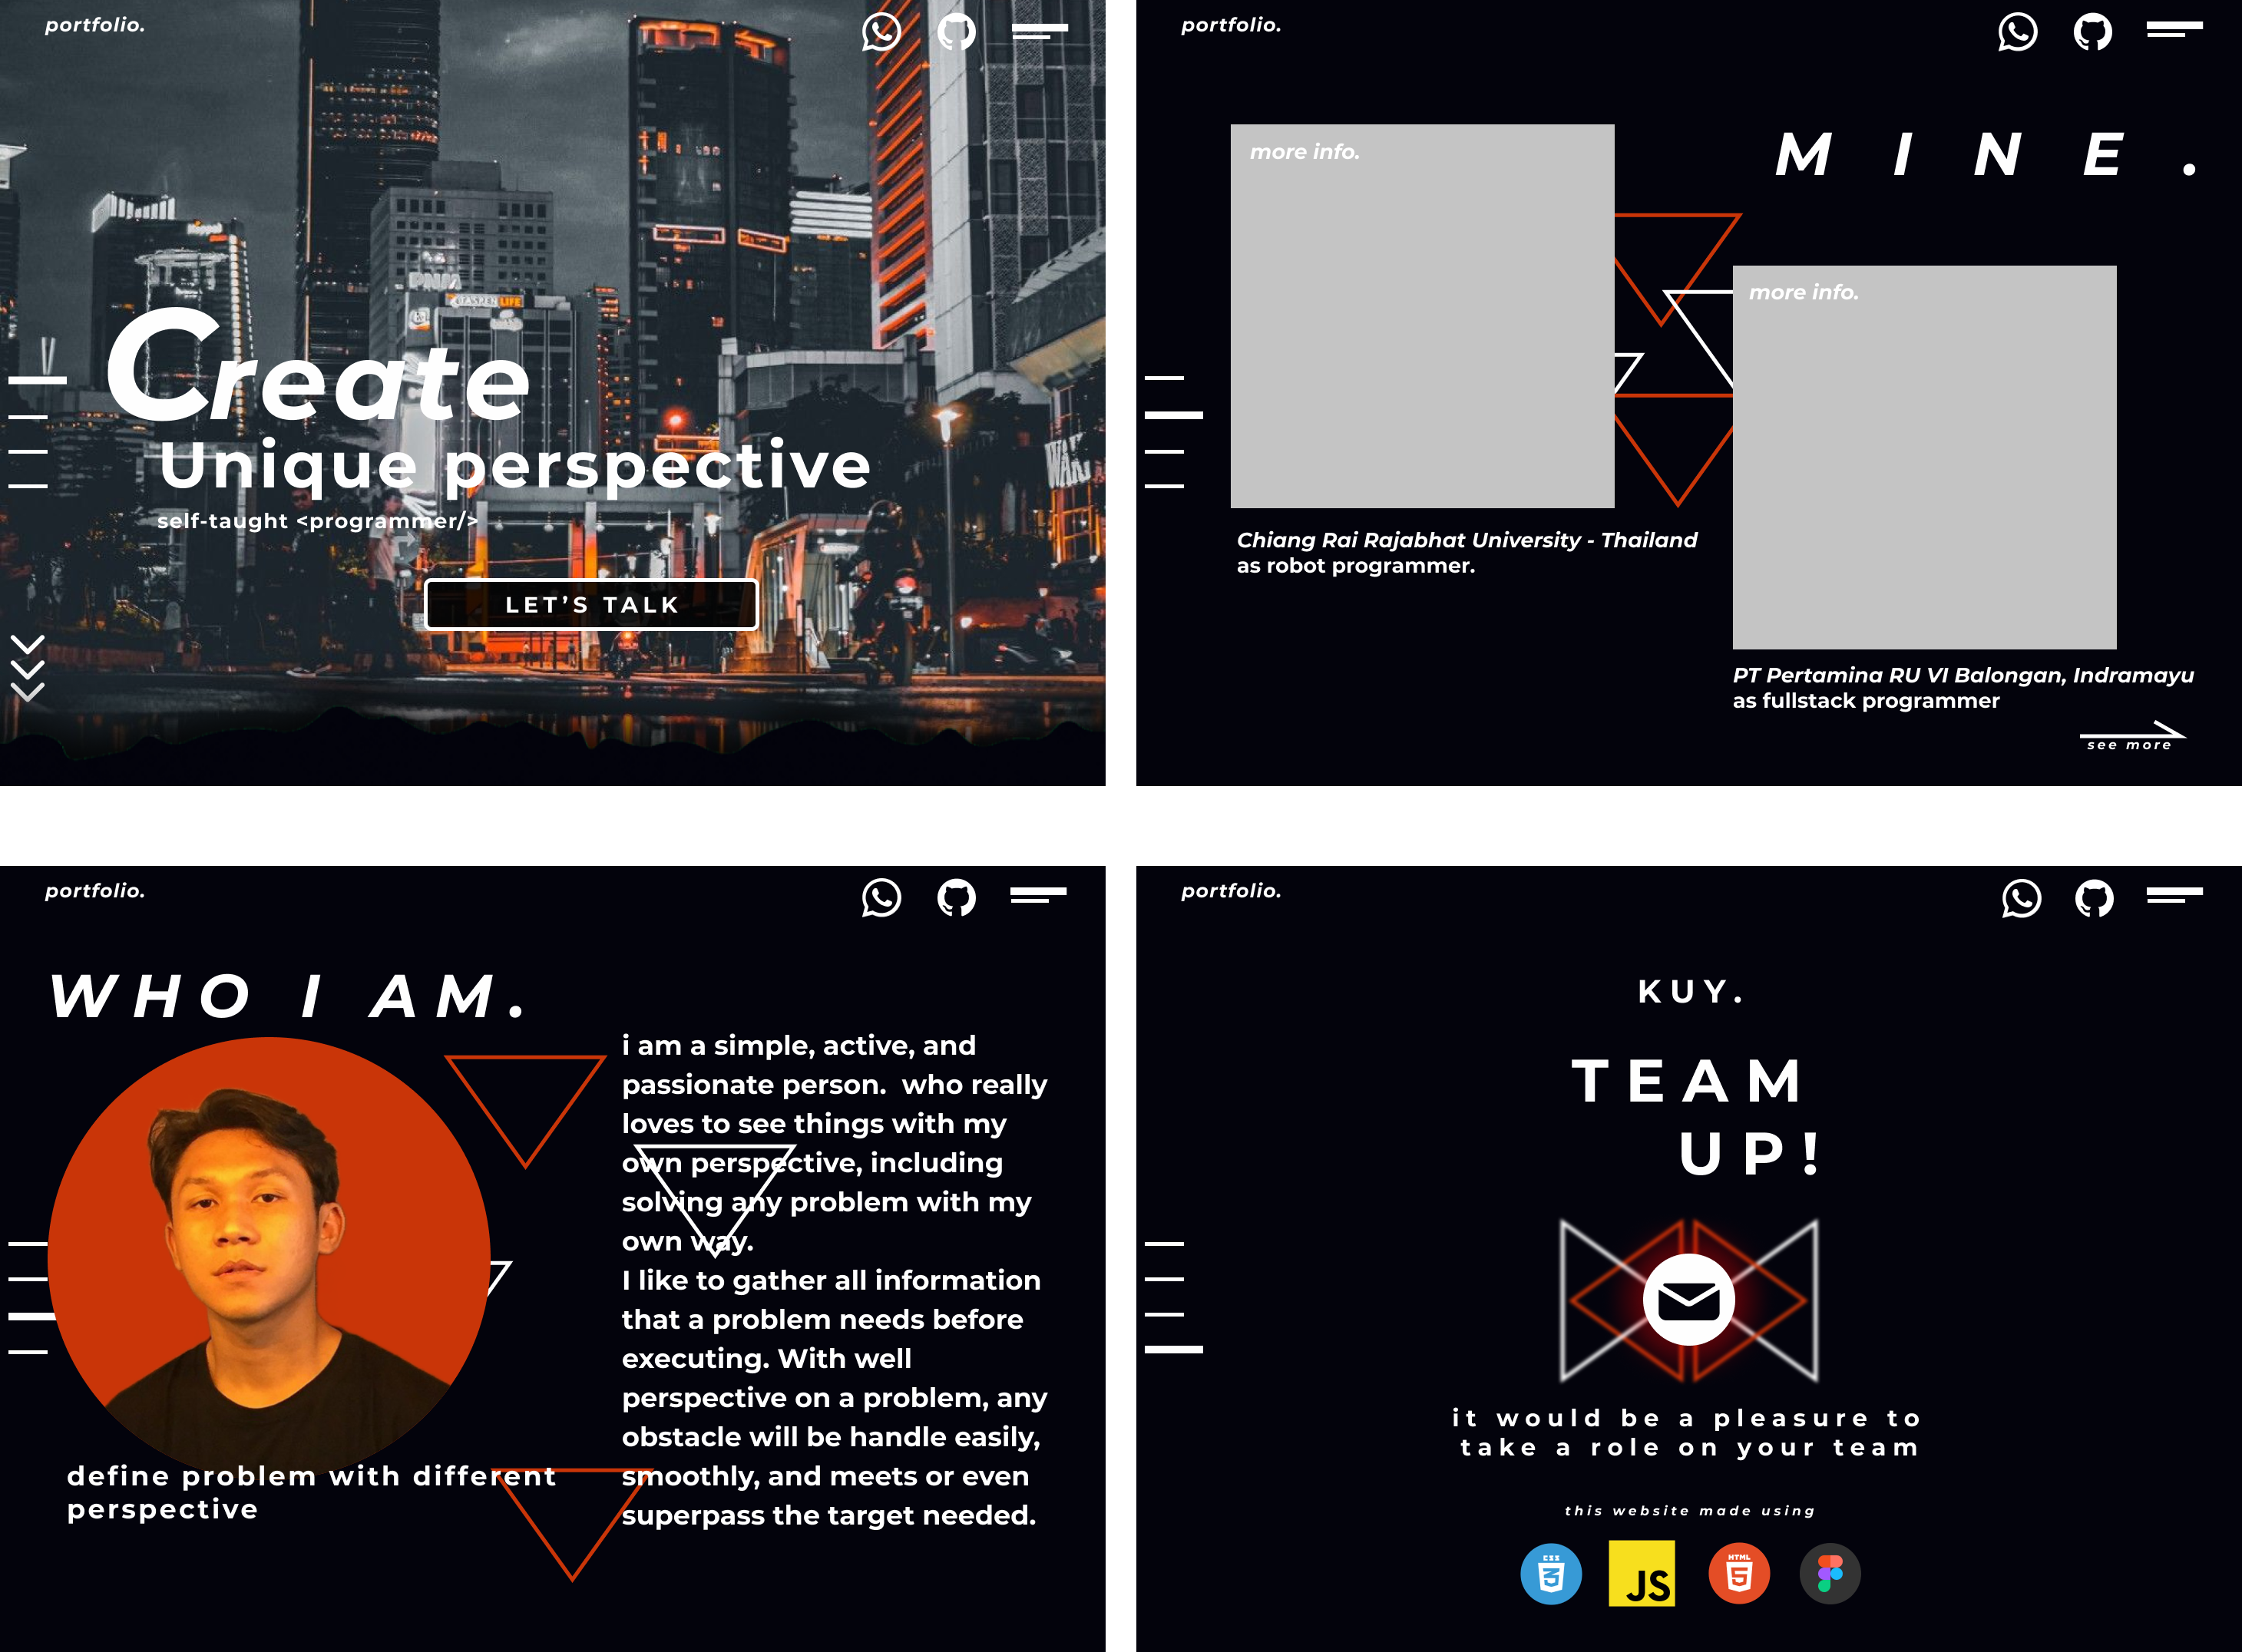 portfolio.
Create
Unique perspective
self-taught <programmer/>
LET’S TALK
LIFE
portfolio.
M I N E .
more info.
more info.
Chiang Rai Rajabhat University - Thailand
as robot programmer.
PT Pertamina RU VI Balongan, Indramayu
as fullstack programmer
see more
portfolio.
WHO I AM.
i am a simple, active, and
passionate person.  who really
loves to see things with my
own perspective, including
solving any problem with my
own way.
I like to gather all information
that a problem needs before
executing. With well
perspective on a problem, any
obstacle will be handle easily,
smoothly, and meets or even
superpass the target needed.
define problem with different
perspective
portfolio.
KUY.
TEAM
UP!
it would be a pleasure to
take a role on your team
this website made using
CSS
3
JS
HTML
5